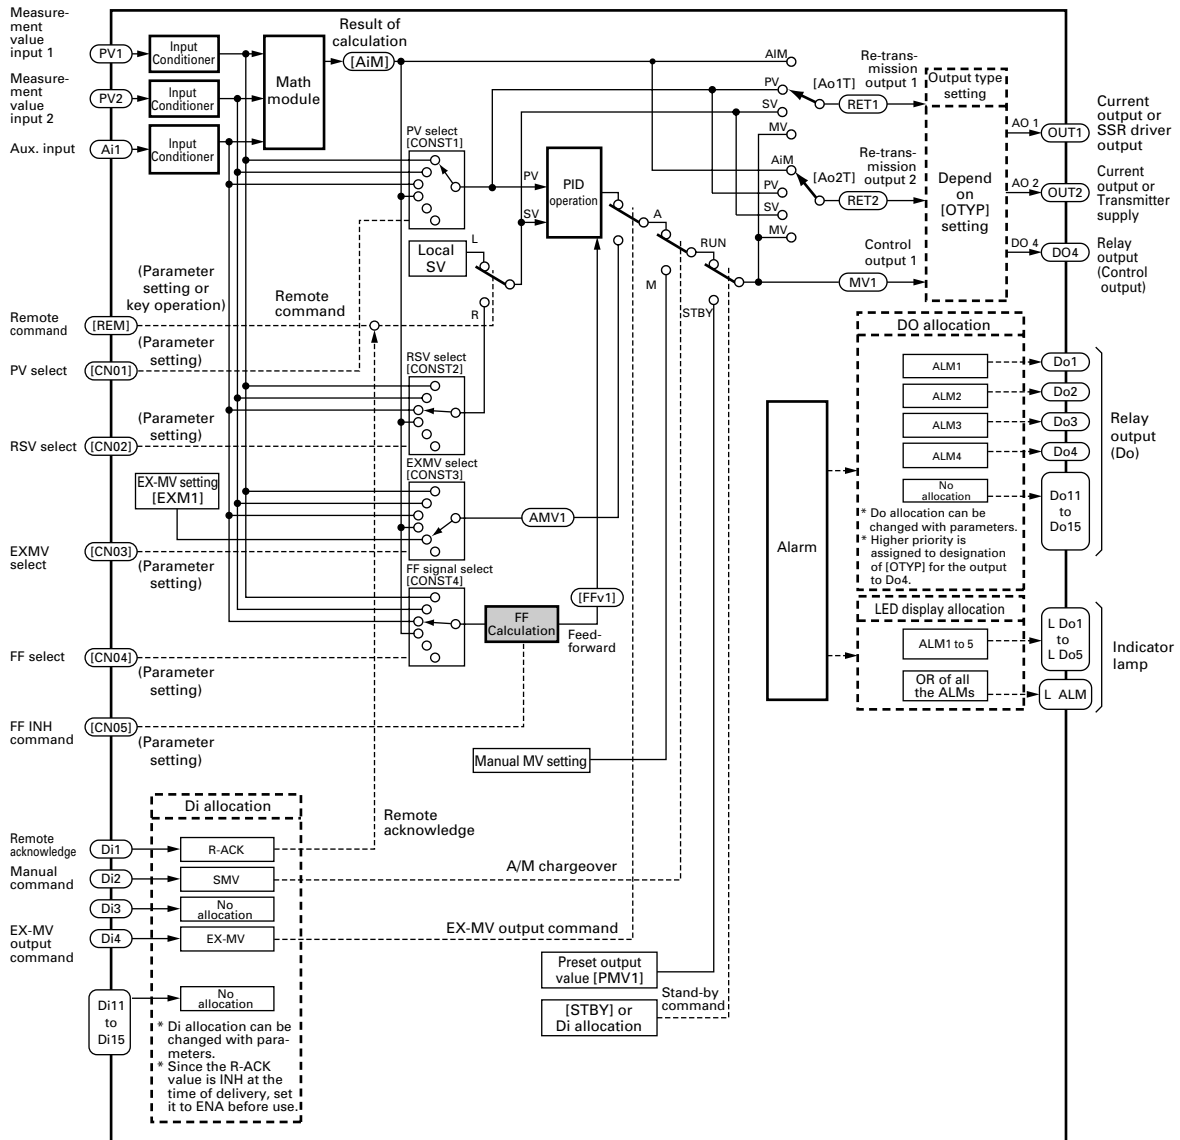 Measure-
ment
value
input 1
PV1
Input
Conditioner
Measure-
ment
value
input 2
PV2
Input
Conditioner
Aux. input
Ai1
Input
Conditioner
Math
module
Result of
calculation
[AiM]
PV select
[CONST1]
PV
SV
PID
operation
Local
SV
L
R
A
M
RUN
STBY
AIM
PV
SV
MV
[Ao1T]
Re-trans-
mission
output 1
RET1
AiM
PV
SV
MV
[Ao2T]
Re-trans-
mission
output 2
RET2
Control
output 1
MV1
Output type
setting
Depend
on
[OTYP]
setting
AO 1
OUT1
Current
output or
SSR driver
output
AO 2
OUT2
Current
output or
Transmitter
supply
DO 4
DO4
Relay
output
(Control
output)
(Parameter
setting or
key operation)
Remote
command
Remote
command
[REM]
(Parameter
setting)
PV select
[CN01]
RSV select
[CONST2]
(Parameter
setting)
RSV select
[CN02]
EX-MV setting
[EXM1]
EXMV select
[CONST3]
AMV1
EXMV
select
[CN03]
(Parameter
setting)
FF signal select
[CONST4]
FF
Calculation
[FFv1]
Feed-
forward
FF select
[CN04]
(Parameter
setting)
FF INH
command
[CN05]
(Parameter
setting)
Manual MV setting
DO allocation
ALM1
Do1
ALM2
Do2
ALM3
Do3
ALM4
Do4
No
allocation
Do11
to
Do15
Relay
output
(Do)
* Do allocation can be
changed with parameters.
* Higher priority is
assigned to designation
of [OTYP] for the output
to Do4.
Alarm
LED display allocation
ALM1 to 5
L Do1
to
L Do5
OR of all
the ALMs
L ALM
Indicator
lamp
Di allocation
Remote
acknowledge
Remote
acknowledge
Di1
R-ACK
Manual
command
Di2
SMV
A/M chargeover
Di3
No
allocation
EX-MV
output
command
Di4
EX-MV
EX-MV output command
Di11
to
Di15
No
allocation
* Di allocation can be
changed with para-
meters.
* Since the R-ACK
value is INH at the
time of delivery, set
it to ENA before use.
Preset output
value [PMV1]
[STBY] or
Di allocation
Stand-by
command